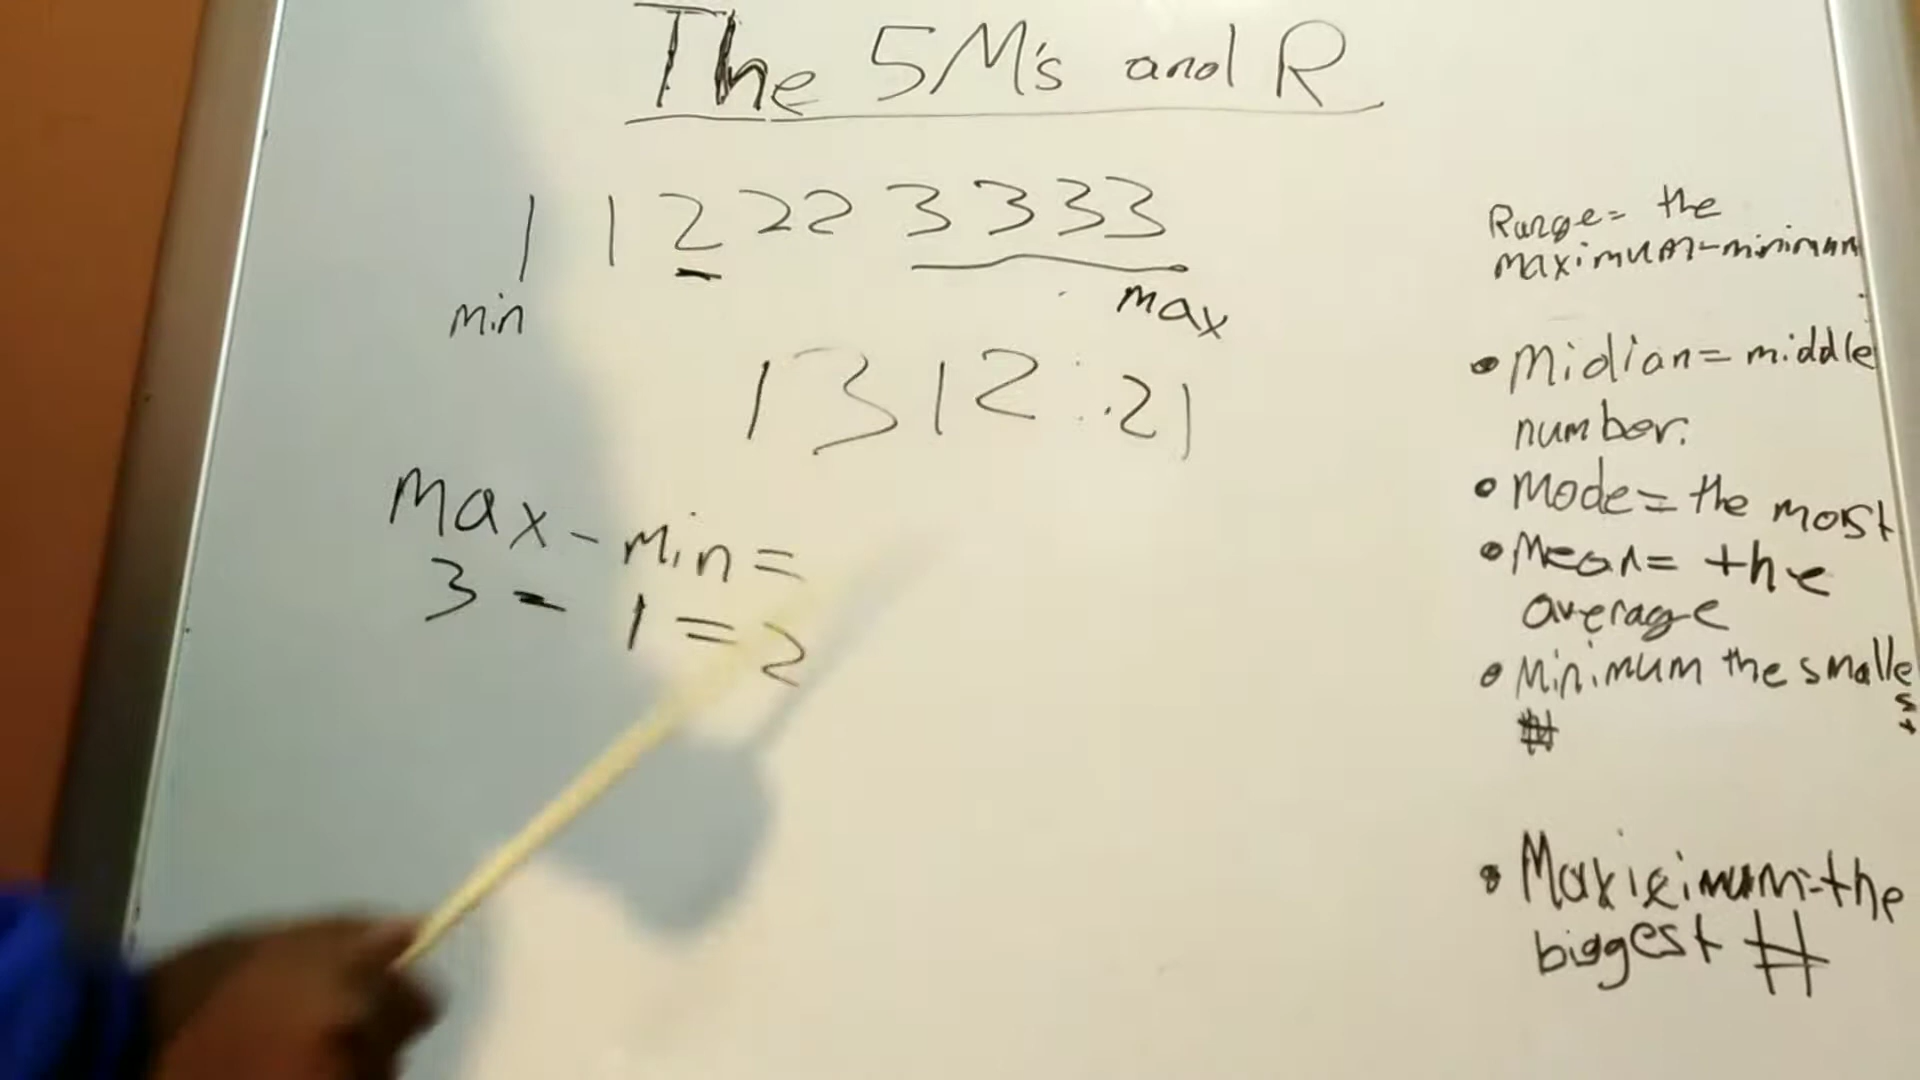 The 5M's and R
1 1 2 2 2 3 3 3 3
min
max
1 3 1 2 . 2 1
max - min =
3 - 1 = 2
Range = the
maximum - minimum
• Midian = middle
number.
• Mode = the most
• Mean = the
average
• Minimum the smallest
#
• Maxiximum = the
biggest #